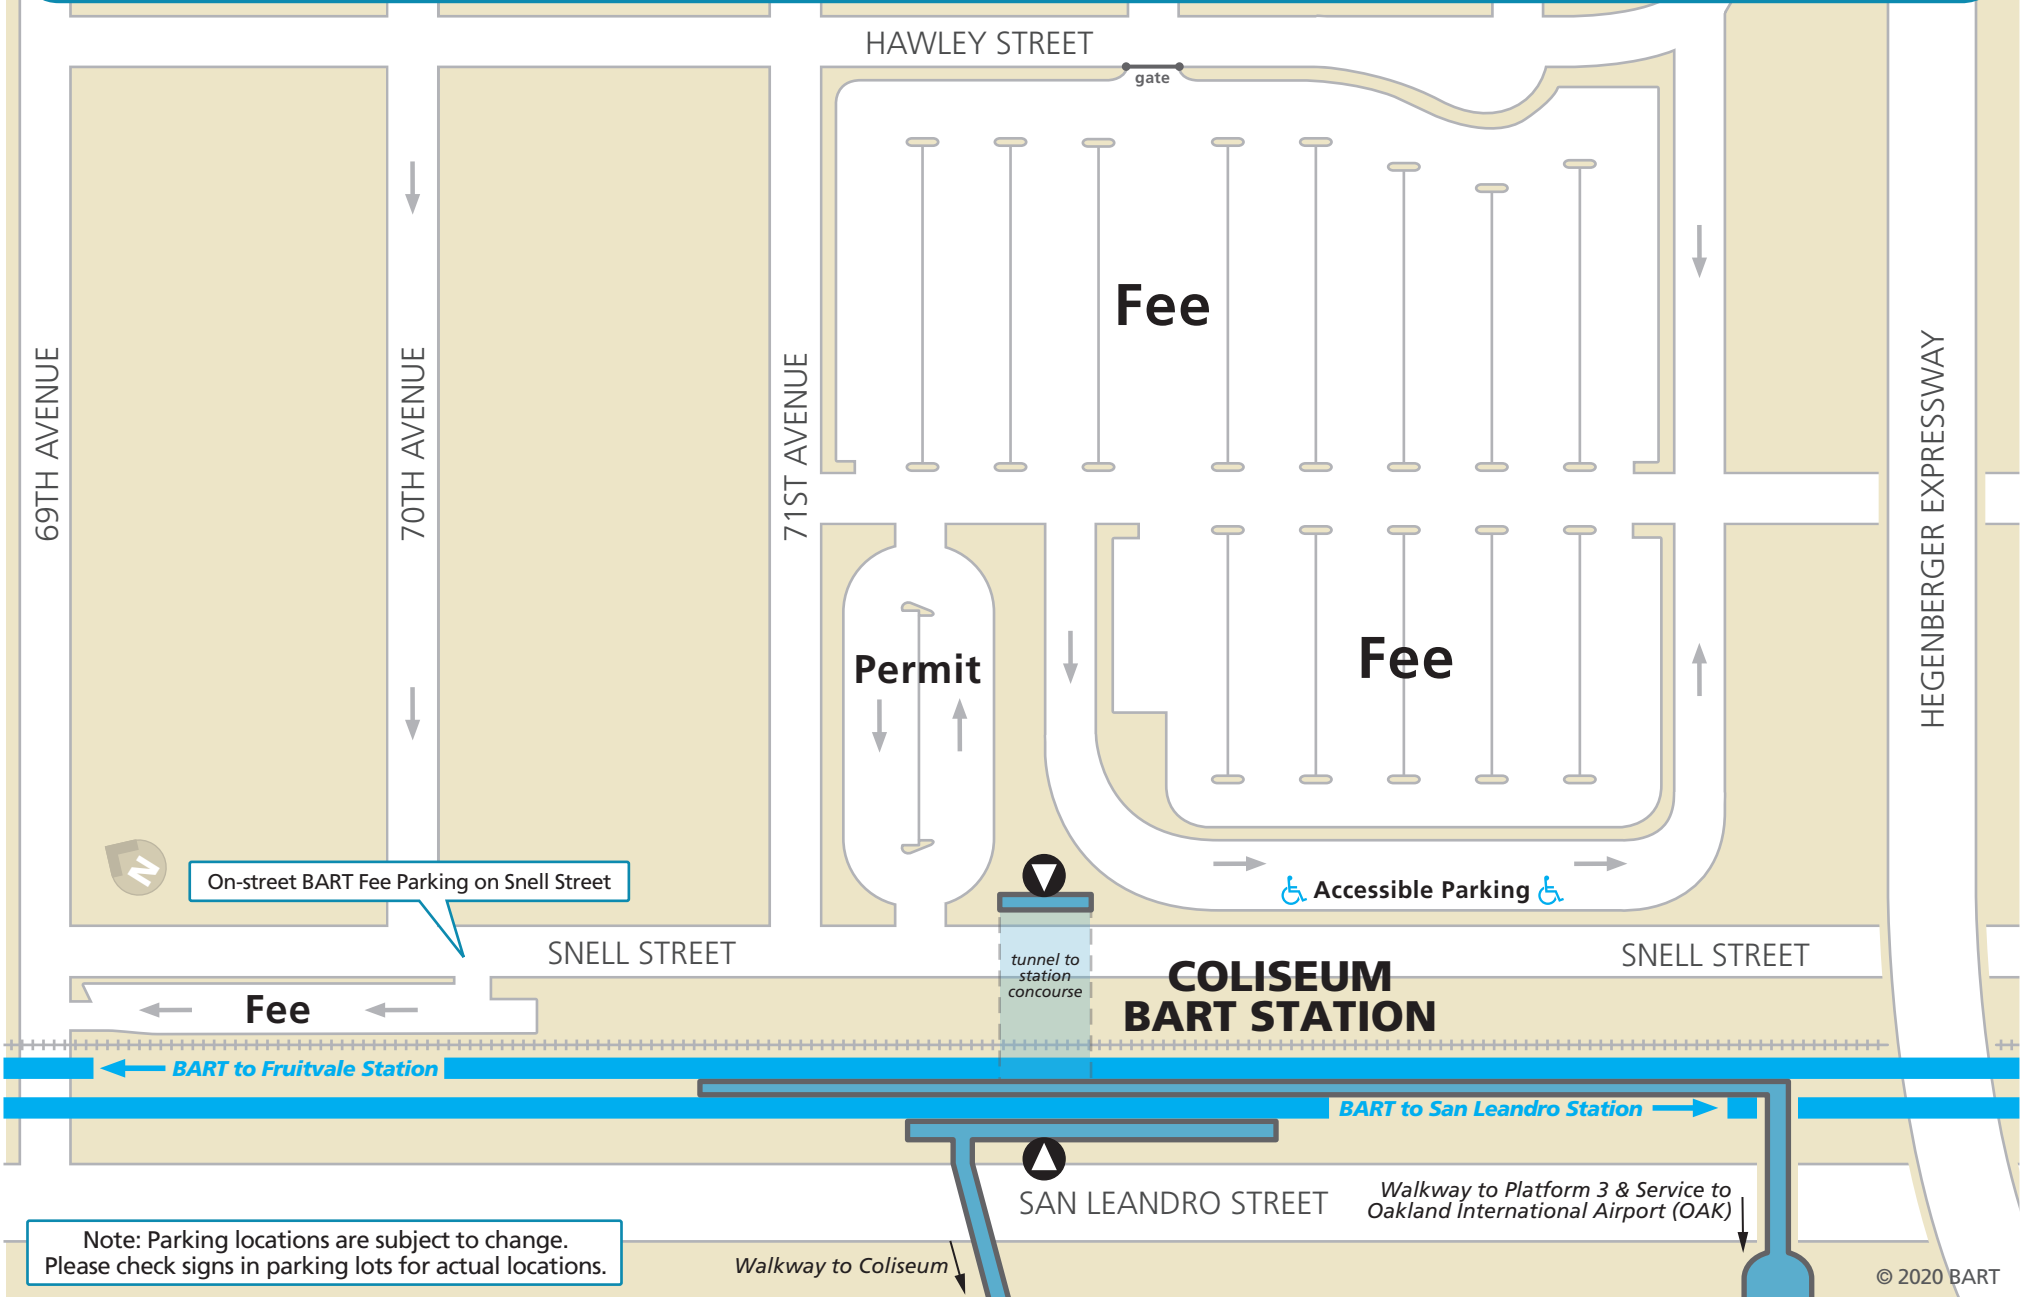 HAWLEY STREET
gate
Fee
69TH AVENUE
70TH AVENUE
71ST AVENUE
HEGENBERGER EXPRESSWAY
Permit
Fee
N
On-street BART Fee Parking on Snell Street
Accessible Parking
SNELL STREET
SNELL STREET
tunnel to
station
concourse
COLISEUM
BART STATION
Fee
BART to Fruitvale Station
BART to San Leandro Station
SAN LEANDRO STREET
Walkway to Platform 3 & Service to
Oakland International Airport (OAK)
Note: Parking locations are subject to change.
Please check signs in parking lots for actual locations.
Walkway to Coliseum
© 2020 BART